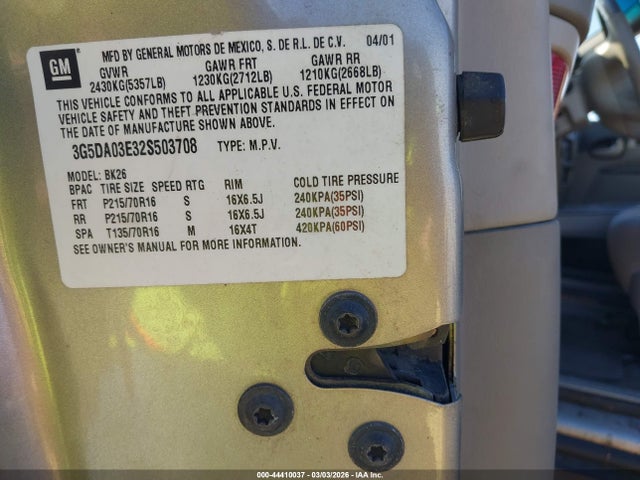 GM
MFD BY GENERAL MOTORS DE MEXICO, S. DE R.L. DE C.V. 04/01
GVWR GAWR FRT GAWR RR
2430KG(5357LB) 1230KG(2712LB) 1210KG(2668LB)
THIS VEHICLE CONFORMS TO ALL APPLICABLE U.S. FEDERAL MOTOR
VEHICLE SAFETY AND THEFT PREVENTION STANDARDS IN EFFECT ON
THE DATE OF MANUFACTURE SHOWN ABOVE.
3G5DA03E32S503708 TYPE: M.P.V.
MODEL: BK26
BPAC TIRE SIZE SPEED RTG RIM COLD TIRE PRESSURE
FRT P215/70R16 S 16X6.5J 240KPA(35PSI)
RR P215/70R16 S 16X6.5J 240KPA(35PSI)
SPA T135/70R16 M 16X4T 420KPA(60PSI)
SEE OWNER'S MANUAL FOR MORE INFORMATION.
000-44410037 - 03/03/2026 - IAAI.COM